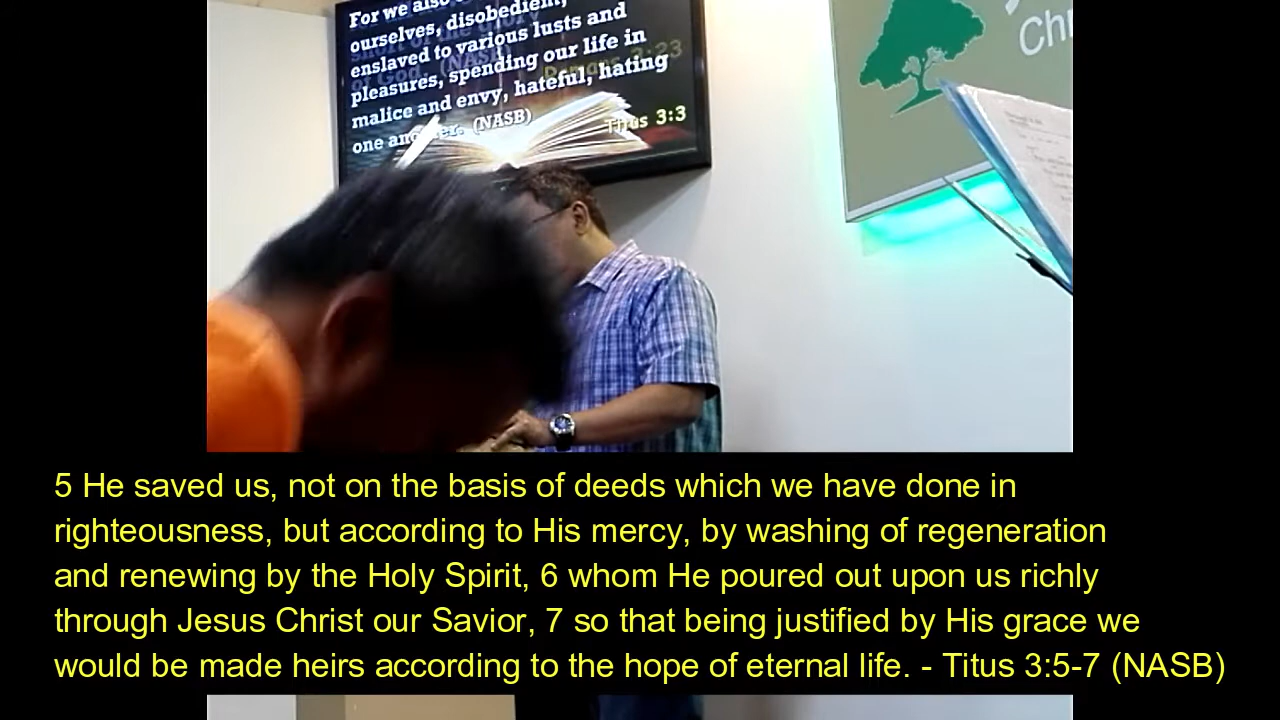 For we also
ourselves, disobedient,
enslaved to various lusts and
pleasures, spending our life in
malice and envy, hateful, hating
one another. (NASB)
Titus 3:3
of God. (NASB)
3:23
Chr
5 He saved us, not on the basis of deeds which we have done in
righteousness, but according to His mercy, by washing of regeneration
and renewing by the Holy Spirit, 6 whom He poured out upon us richly
through Jesus Christ our Savior, 7 so that being justified by His grace we
would be made heirs according to the hope of eternal life. - Titus 3:5-7 (NASB)